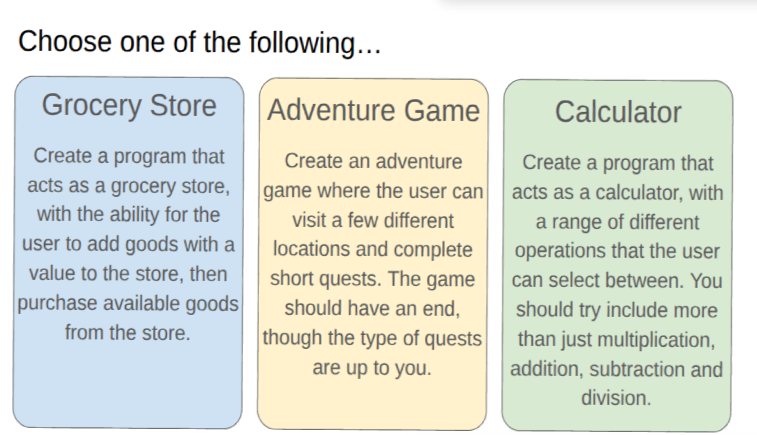 Choose one of the following…
Grocery Store
Create a program that
acts as a grocery store,
with the ability for the
user to add goods with a
value to the store, then
purchase available goods
from the store.
Adventure Game
Create an adventure
game where the user can
visit a few different
locations and complete
short quests. The game
should have an end,
though the type of quests
are up to you.
Calculator
Create a program that
acts as a calculator, with
a range of different
operations that the user
can select between. You
should try include more
than just multiplication,
addition, subtraction and
division.